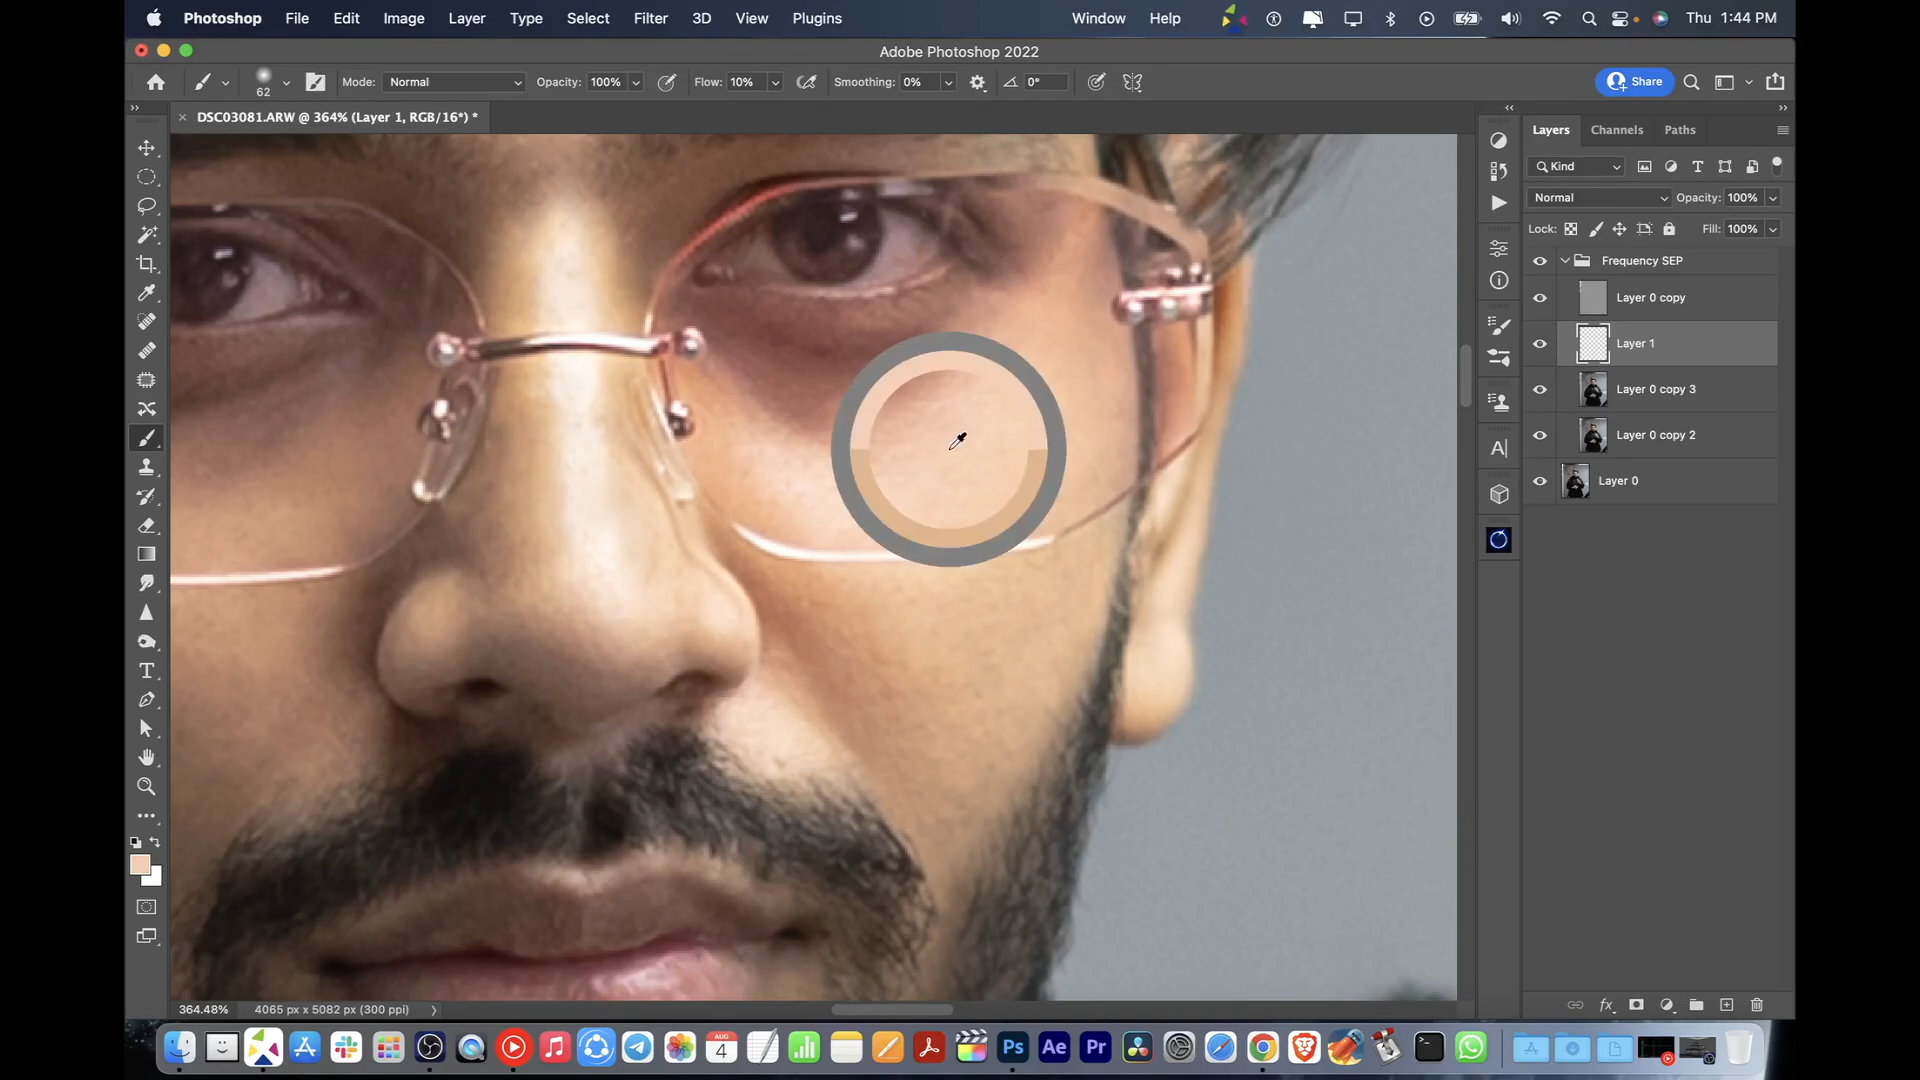 Photoshop File Edit Image Layer Type Select Filter 3D View Plugins Window Help Thu 1:44 PM
Adobe Photoshop 2022
62 Mode: Normal Opacity: 100% Flow: 10% Smoothing: 0% 0° Share
× DSC03081.ARW @ 364% (Layer 1, RGB/16*) *
Layers Channels Paths
Kind
Normal Opacity: 100%
Lock: Fill: 100%
Frequency SEP
Layer 0 copy
Layer 1
Layer 0 copy 3
Layer 0 copy 2
Layer 0
364.48% 4065 px x 5082 px (300 ppi)
AUG
4
Ps Ae Pr